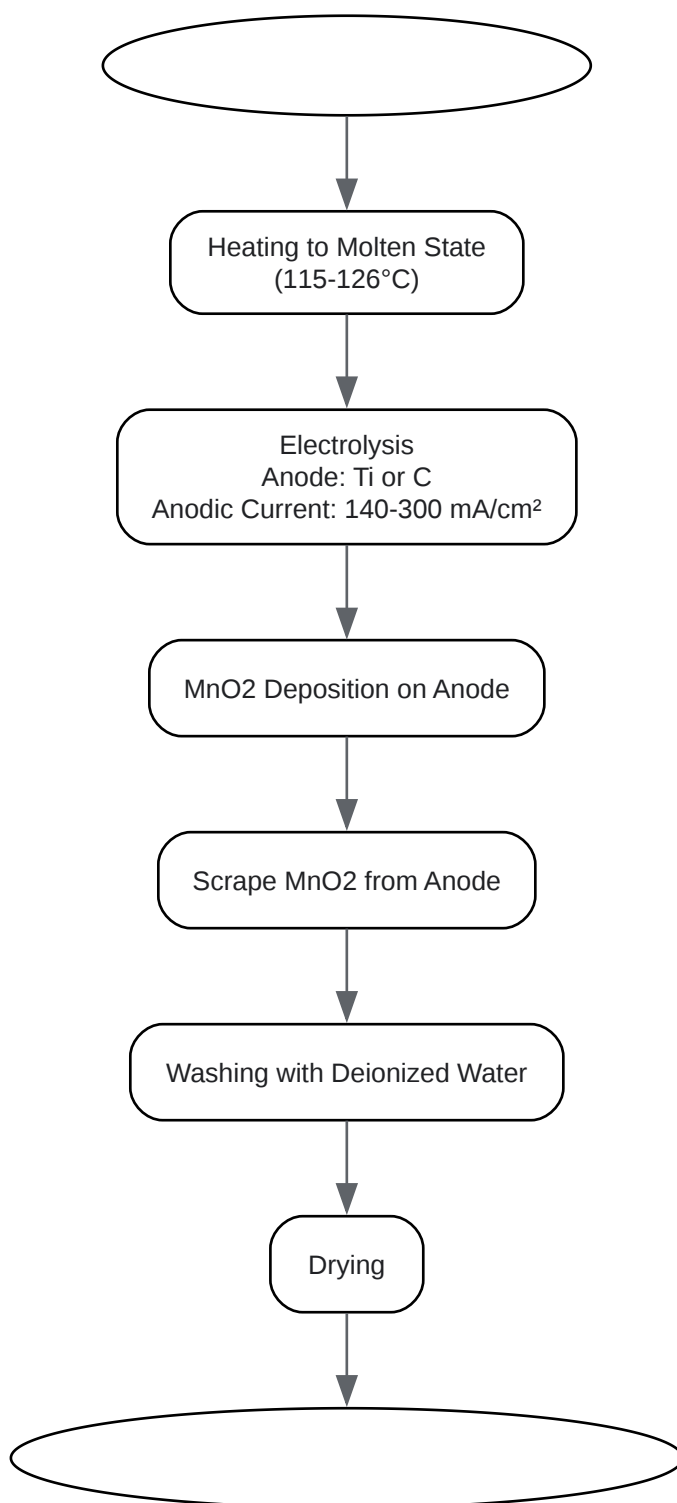 Heating to Molten State
(115-126°C)
Electrolysis
Anode: Ti or C
Anodic Current: 140-300 mA/cm²
MnO2 Deposition on Anode
Scrape MnO2 from Anode
Washing with Deionized Water
Drying